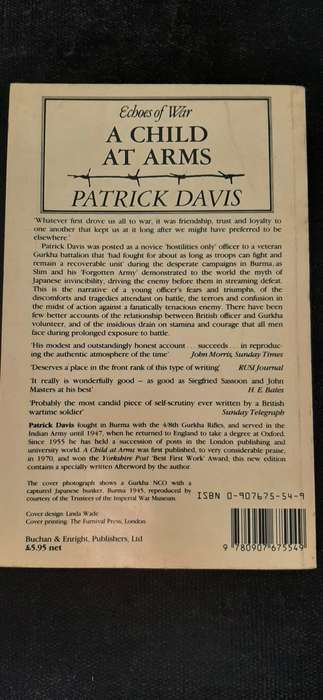 Echoes of War
A CHILD
AT ARMS
PATRICK DAVIS
'Whatever first drove us all to war, it was friendship, trust and loyalty to
one another that kept us at it long after we might have preferred to be
elsewhere.'
Patrick Davis was posted as a novice 'hostilities only' officer to a veteran
Gurkha battalion that 'had fought for about as long as troops can fight and
remain a recoverable unit' during the desperate campaigns in Burma, as
Slim and his 'Forgotten Army' demonstrated to the world the myth of
Japanese invincibility, driving the enemy before them in streaming defeat.
This is the narrative of a young officer's fears and triumphs, of the
discomforts and tragedies attendant on battle, the terrors and confusion in
the midst of action against a fanatically tenacious enemy. There have been
few better accounts of the relationship between British officer and Gurkha
volunteer, and of the insidious drain on stamina and courage that all men
face during prolonged exposure to battle.
'His modest and outstandingly honest account . . . succeeds . . . in reproduc-
ing the authentic atmosphere of the time' John Morris, Sunday Times
'Deserves a place in the front rank of this type of writing' RUSI Journal
'It really is wonderfully good – as good as Siegfried Sassoon and John
Masters at his best' H. E. Bates
'Probably the most candid piece of self-scrutiny ever written by a British
wartime soldier' Sunday Telegraph
Patrick Davis fought in Burma with the 4/8th Gurkha Rifles, and served in the
Indian Army until 1947, when he returned to England to take a degree at Oxford.
Since 1955 he has held a succession of posts in the London publishing and
university world. A Child at Arms was first published, to very considerable praise,
in 1970, and won the Yorkshire Post 'Best First Work' Award; this new edition
contains a specially written Afterword by the author.
The cover photograph shows a Gurkha NCO with a
captured Japanese bunker, Burma 1945, reproduced by
courtesy of the Trustees of the Imperial War Museum.
Cover design: Linda Wade
Cover printing: The Furnival Press, London
Buchan & Enright, Publishers, Ltd
£5.95 net
ISBN 0-907675-54-9
9 780907 675549